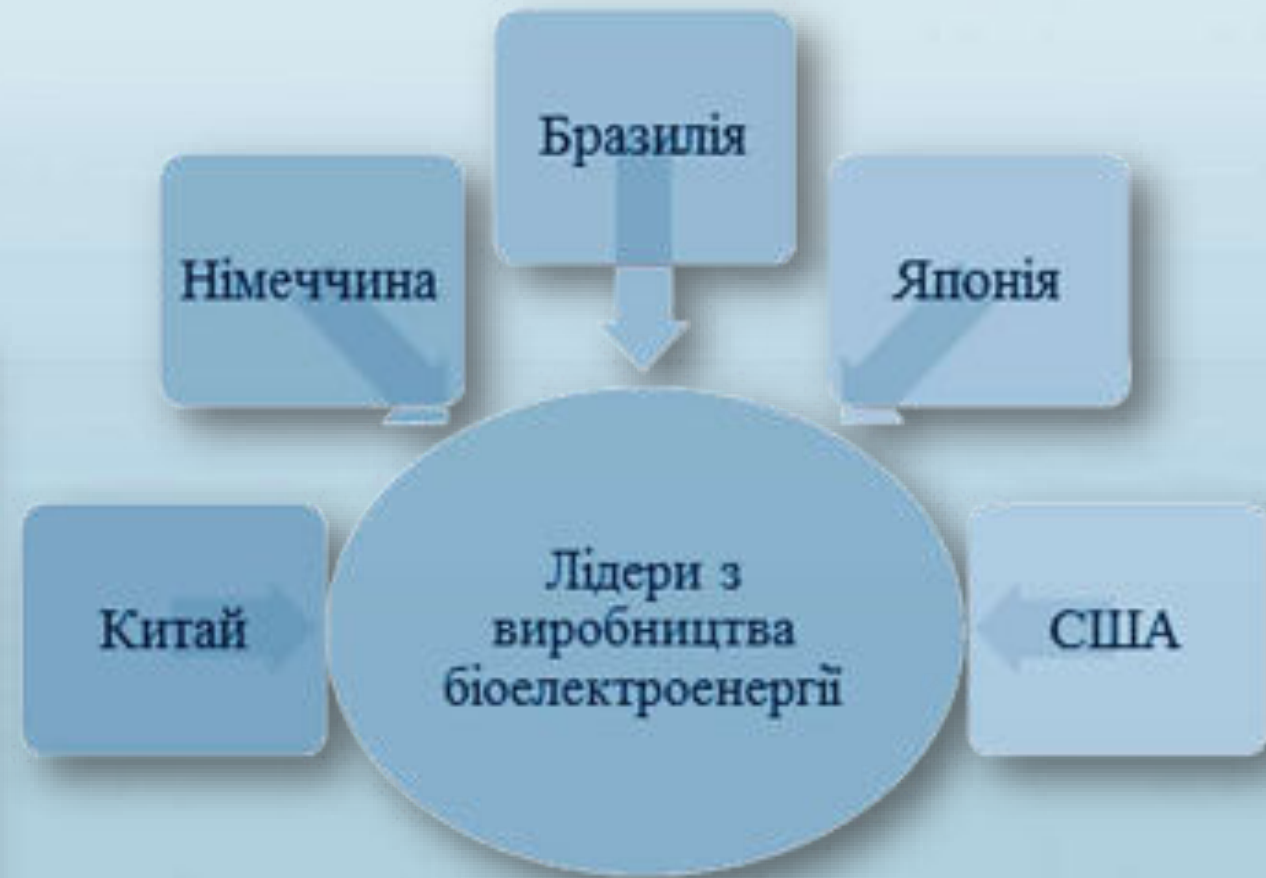 Бразилія
Німеччина
Японія
Китай
Лідери з
виробництва
біоелектроенергії
США